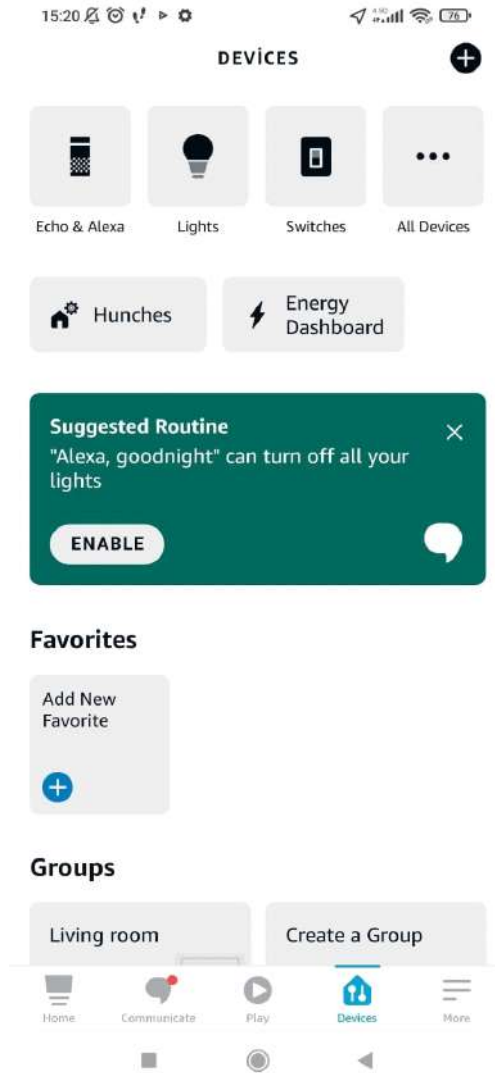 15:20
76
DEVİCES
Echo & Alexa
Lights
Switches
All Devices
Hunches
Energy
Dashboard
Suggested Routine
"Alexa, goodnight" can turn off all your
lights
ENABLE
Favorites
Add New
Favorite
Groups
Living room
Create a Group
Home
Communicate
Play
Devices
More